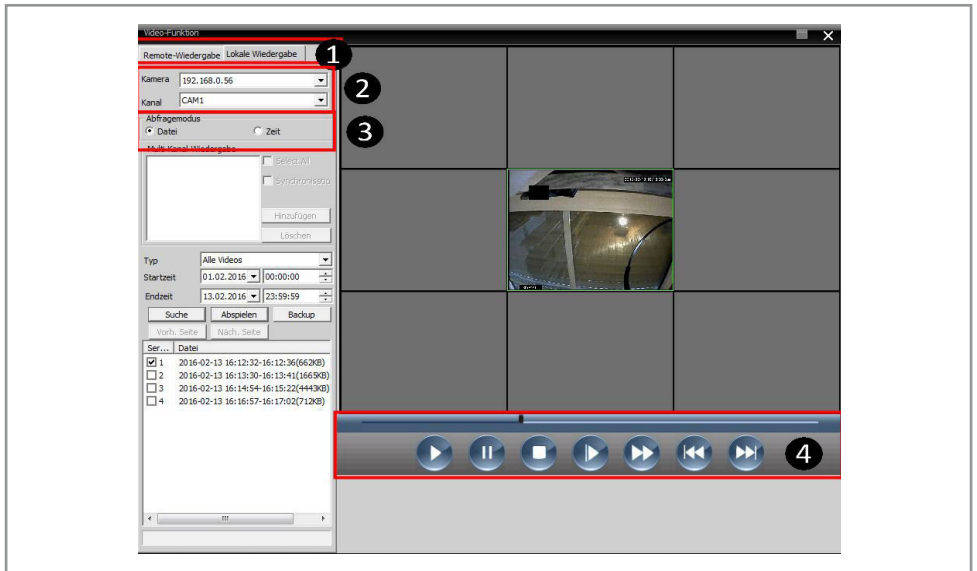 Video-Funktion
Remote-Wiedergabe Lokale Wiedergabe
1
Kamera 192.168.0.56
2
Kanal CAM1
Abfragemodus
3
Datei Zeit
Multi-Kanal-Wiedergabe
Select All
Synchronisatio
Hinzufügen
Löschen
Typ Alle Videos
Startzeit 01.02.2016 00:00:00
Endzeit 13.02.2016 23:59:59
Suche Abspielen Backup
Vorh. Seite Näch. Seite
Ser... Datei
1 2016-02-13 16:12:32-16:12:36(662KB)
2 2016-02-13 16:13:30-16:13:41(1665KB)
3 2016-02-13 16:14:54-16:15:22(4443KB)
4 2016-02-13 16:16:57-16:17:02(712KB)
4